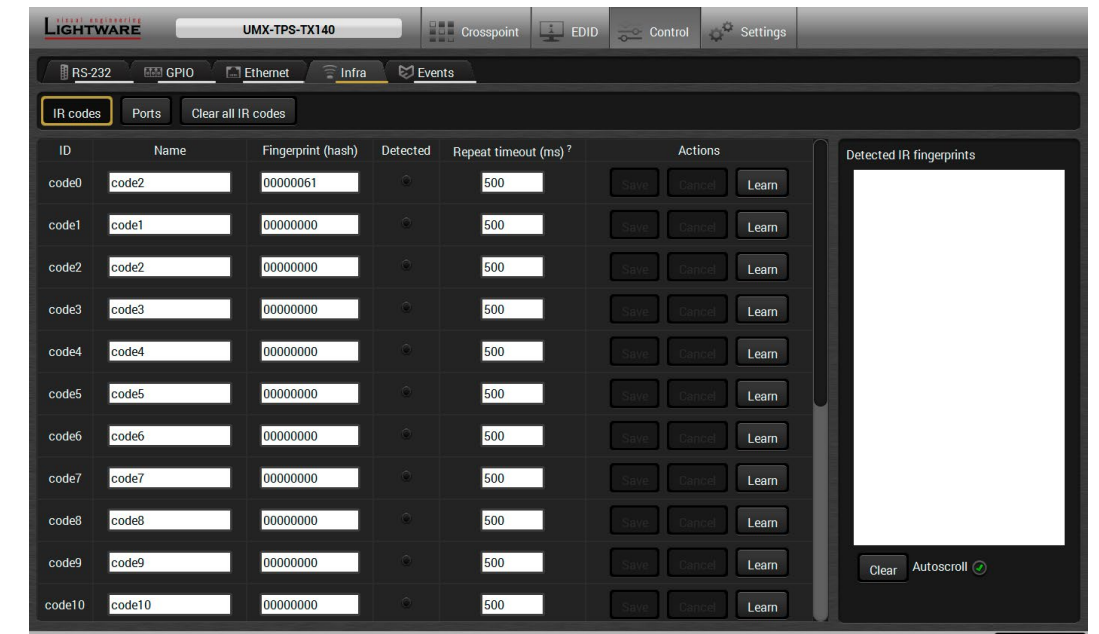 visual engineering
LIGHTWARE UMX-TPS-TX140 Crosspoint EDID Control Settings
RS-232 GPIO Ethernet Infra Events
IR codes Ports Clear all IR codes
ID Name Fingerprint (hash) Detected Repeat timeout (ms) ? Actions Detected IR fingerprints
code0 code2 00000061 500 Save Cancel Learn
code1 code1 00000000 500 Save Cancel Learn
code2 code2 00000000 500 Save Cancel Learn
code3 code3 00000000 500 Save Cancel Learn
code4 code4 00000000 500 Save Cancel Learn
code5 code5 00000000 500 Save Cancel Learn
code6 code6 00000000 500 Save Cancel Learn
code7 code7 00000000 500 Save Cancel Learn
code8 code8 00000000 500 Save Cancel Learn
code9 code9 00000000 500 Save Cancel Learn
Clear Autoscroll
code10 code10 00000000 500 Save Cancel Learn